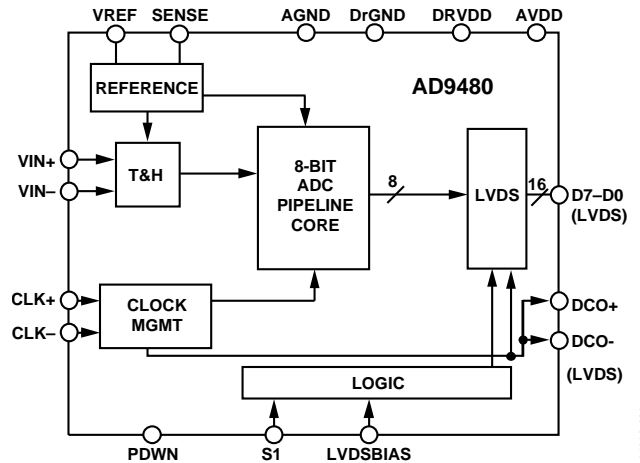 VREF SENSE AGND DrGND DRVDD AVDD
REFERENCE
AD9480
VIN+
VIN–
T&H
8-BIT
ADC
PIPELINE
CORE
8
LVDS
16
D7–D0
(LVDS)
CLK+
CLK–
CLOCK
MGMT
DCO+
DCO-
(LVDS)
LOGIC
PDWN S1 LVDSBIAS